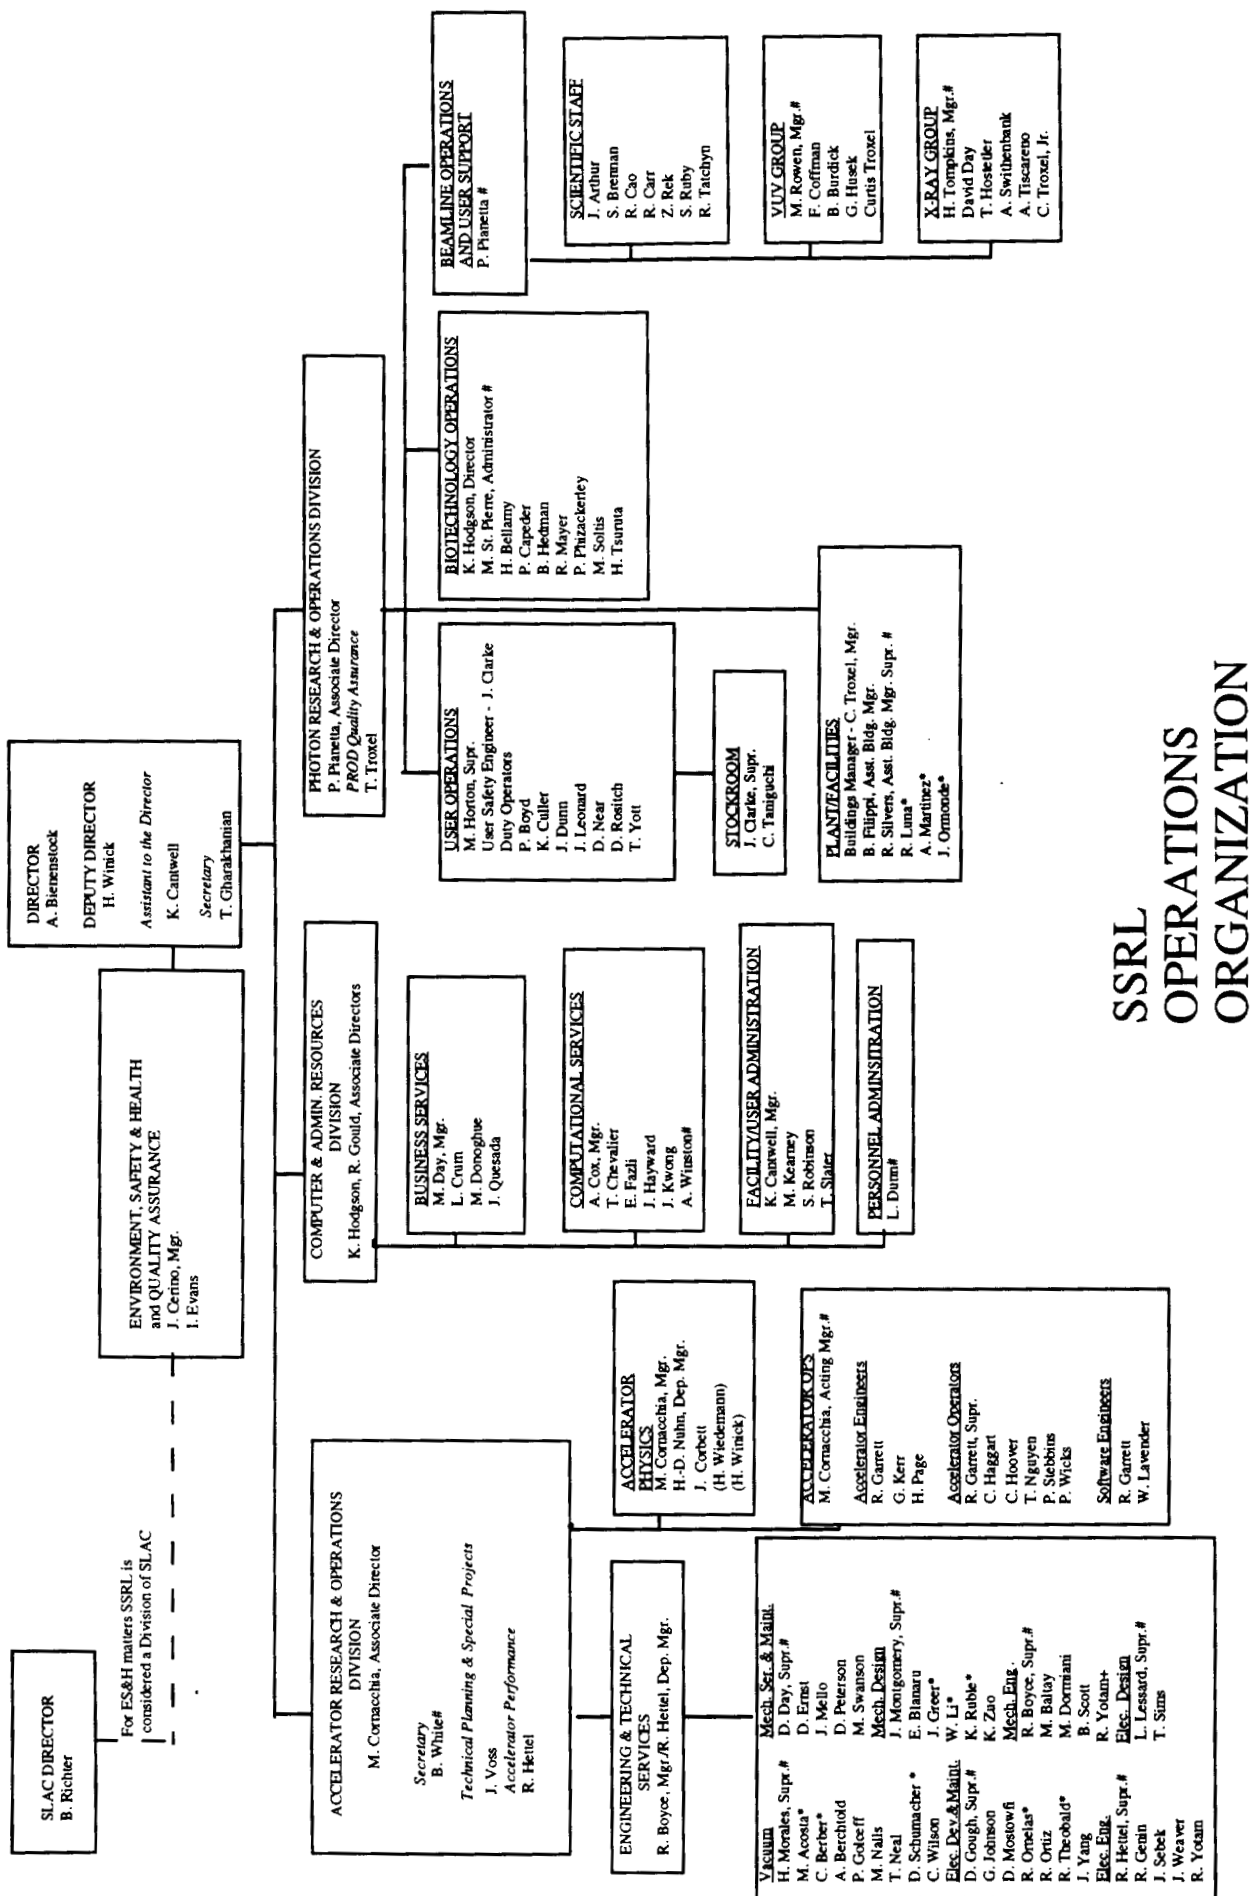 SLAC DIRECTOR
B. Richter
For ES&H matters SSRL is
considered a Division of SLAC
ENVIRONMENT, SAFETY & HEALTH
and QUALITY ASSURANCE
J. Cerino, Mgr.
I. Evans
DIRECTOR
A. Bienenstock
DEPUTY DIRECTOR
H. Winick
Assistant to the Director
K. Cantwell
Secretary
T. Gharakhanian
ACCELERATOR RESEARCH & OPERATIONS
DIVISION
M. Cornacchia, Associate Director
Secretary
B. White#
Technical Planning & Special Projects
J. Voss
Accelerator Performance
R. Hettel
ENGINEERING & TECHNICAL
SERVICES
R. Boyce, Mgr./R. Hettel, Dep. Mgr.
Vacuum
H. Morales, Supr.#
M. Acosta*
C. Berber*
A. Berchtold
P. Golceff
M. Nalls
T. Neal
D. Schumacher *
C. Wilson
Elec. Dev.&Maint.
D. Gough, Supr.#
G. Johnson
D. Mostowfi
R. Ornelas*
R. Ortiz
R. Theobald*
J. Yang
Elec. Eng.
R. Hettel, Supr.#
R. Genin
J. Sebek
J. Weaver
R. Yotam
Mech. Ser. & Maint.
D. Day, Supr.#
D. Ernst
J. Mello
D. Peterson
M. Swanson
Mech Design
J. Montgomery, Supr.#
E. Blanaru
J. Greer*
W. Li*
K. Ruble*
K. Zuo
Mech. Eng.
R. Boyce, Supr.#
M. Baltay
M. Dormiani
B. Scott
R. Yotam+
Elec. Design
L. Lessard, Supr.#
T. Sims
ACCELERATOR
PHYSICS
M. Cornacchia, Mgr.
H.-D. Nuhn, Dep. Mgr.
J. Corbett
(H. Wiedemann)
(H. Winick)
ACCELERATOR OPS
M. Cornacchia, Acting Mgr.#
Accelerator Engineers
R. Garrett
G. Kerr
H. Page
Accelerator Operators
R. Garrett, Supr.
C. Haggart
C. Hoover
T. Nguyen
P. Stebbins
P. Wicks
Software Engineers
R. Garrett
W. Lavender
COMPUTER & ADMIN. RESOURCES
DIVISION
K. Hodgson, R. Gould, Associate Directors
BUSINESS SERVICES
M. Day, Mgr.
L. Crum
M. Donoghue
J. Quesada
COMPUTATIONAL SERVICES
A. Cox, Mgr.
T. Chevalier
E. Fazli
J. Hayward
J. Kwong
A. Winston#
FACILITY/USER ADMINISTRATION
K. Cantwell, Mgr.
M. Kearney
S. Robinson
T. Slater
PERSONNEL ADMINSITRATION
L. Dunn#
PHOTON RESEARCH & OPERATIONS DIVISION
P. Pianetta, Associate Director
PROD Quality Assurance
T. Troxel
USER OPERATIONS
M. Horton, Supr.
User Safety Engineer - J. Clarke
Duty Operators
P. Boyd
K. Culler
J. Dunn
J. Leonard
D. Near
D. Rositch
T. Yott
STOCKROOM
J. Clarke, Supr.
C. Taniguchi
PLANT/FACILITIES
Buildings Manager - C. Troxel, Mgr.
B. Filippi, Asst. Bldg. Mgr.
R. Silvers, Asst. Bldg. Mgr. Supr. #
R. Luna*
A. Martinez*
J. Ormonde*
BIOTECHNOLOGY OPERATIONS
K. Hodgson, Director
M. St. Pierre, Administrator #
H. Bellamy
P. Capeder
B. Hedman
R. Mayer
P. Phizackerley
M. Soltis
H. Tsuruta
BEAMLINE OPERATIONS
AND USER SUPPORT
P. Pianetta #
SCIENTIFIC STAFF
J. Arthur
S. Brennan
R. Cao
R. Carr
Z. Rek
S. Ruby
R. Tatchyn
VUV GROUP
M. Rowen, Mgr.#
F. Coffman
B. Burdick
G. Husek
Curtis Troxel
X-RAY GROUP
H. Tompkins, Mgr.#
David Day
T. Hostetler
A. Swithenbank
A. Tiscareno
C. Troxel, Jr.
SSRL
OPERATIONS
ORGANIZATION